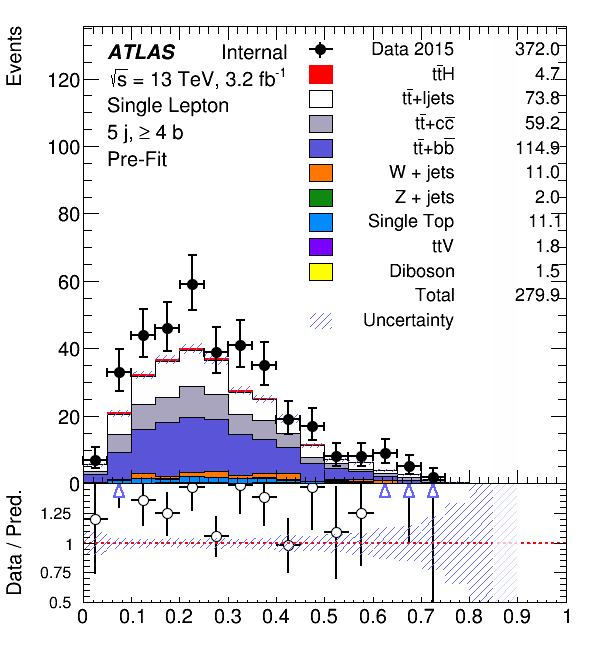 Events
ATLAS Internal
√s = 13 TeV, 3.2 fb⁻¹
Single Lepton
5 j, ≥ 4 b
Pre-Fit
Data 2015 372.0
tt̄H 4.7
tt̄+ljets 73.8
tt̄+cc̄ 59.2
tt̄+bb̄ 114.9
W + jets 11.0
Z + jets 2.0
Single Top 11.1
ttV 1.8
Diboson 1.5
Total 279.9
Uncertainty
120
100
80
60
40
20
0
Data / Pred.
1.25
1
0.75
0.5
0 0.1 0.2 0.3 0.4 0.5 0.6 0.7 0.8 0.9 1